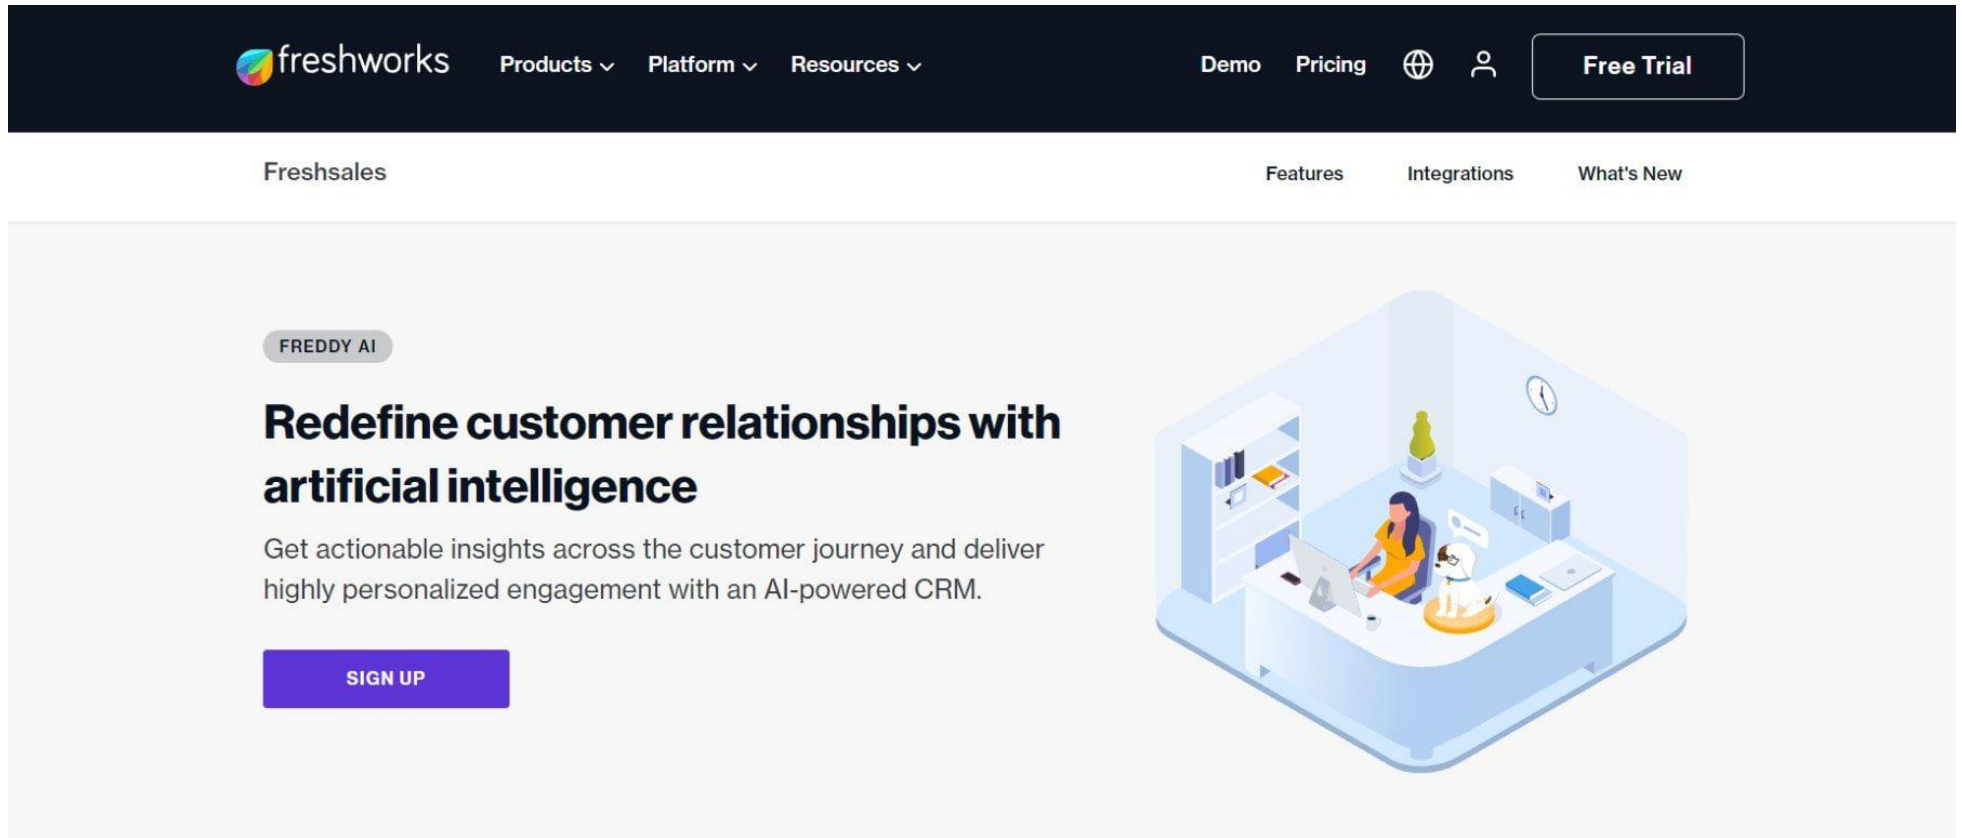 freshworks Products Platform Resources Demo Pricing Free Trial
Freshsales Features Integrations What's New
FREDDY AI
Redefine customer relationships with
artificial intelligence
Get actionable insights across the customer journey and deliver
highly personalized engagement with an AI-powered CRM.
SIGN UP